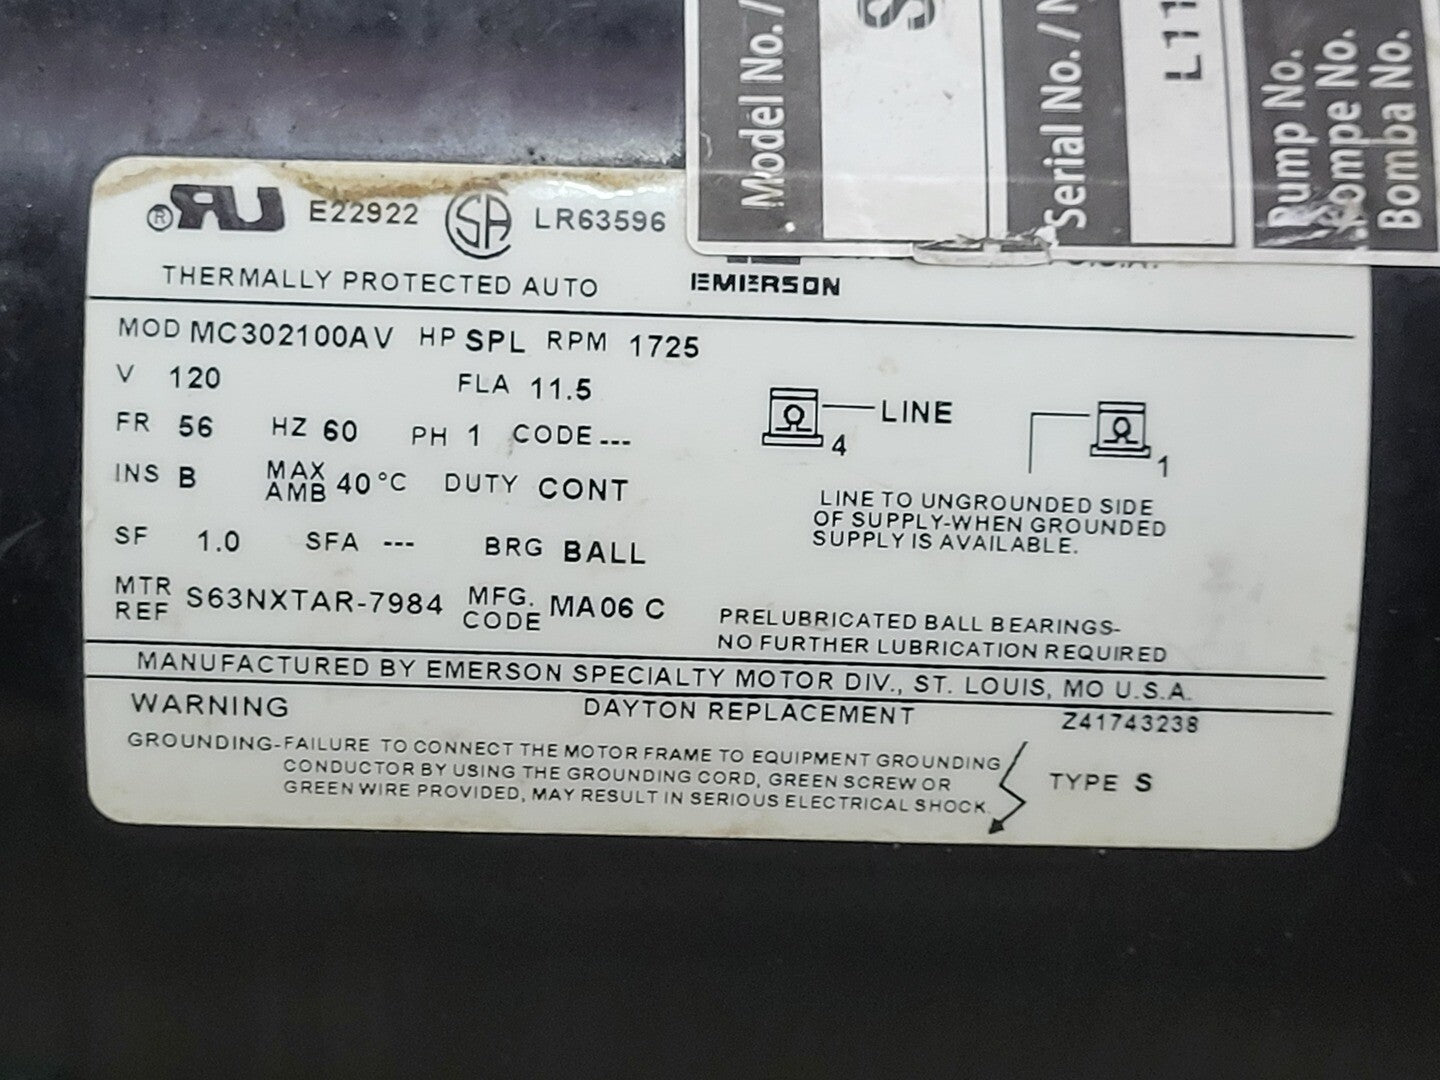 Model No. /
S
Serial No. / N
L11
Pump No.
Pompe No.
Bomba No.
® RU E22922 SA LR63596
THERMALLY PROTECTED AUTO EMERSON
MOD MC302100AV HP SPL RPM 1725
V 120 FLA 11.5
FR 56 HZ 60 PH 1 CODE ---
INS B MAX AMB 40°C DUTY CONT
SF 1.0 SFA --- BRG BALL
MTR REF S63NXTAR-7984 MFG. CODE MA06 C
LINE
4
1
LINE TO UNGROUNDED SIDE
OF SUPPLY-WHEN GROUNDED
SUPPLY IS AVAILABLE.
PRELUBRICATED BALL BEARINGS-
NO FURTHER LUBRICATION REQUIRED
MANUFACTURED BY EMERSON SPECIALTY MOTOR DIV., ST. LOUIS, MO U.S.A.
WARNING DAYTON REPLACEMENT Z41743238
GROUNDING-FAILURE TO CONNECT THE MOTOR FRAME TO EQUIPMENT GROUNDING
CONDUCTOR BY USING THE GROUNDING CORD, GREEN SCREW OR
GREEN WIRE PROVIDED, MAY RESULT IN SERIOUS ELECTRICAL SHOCK.
TYPE S